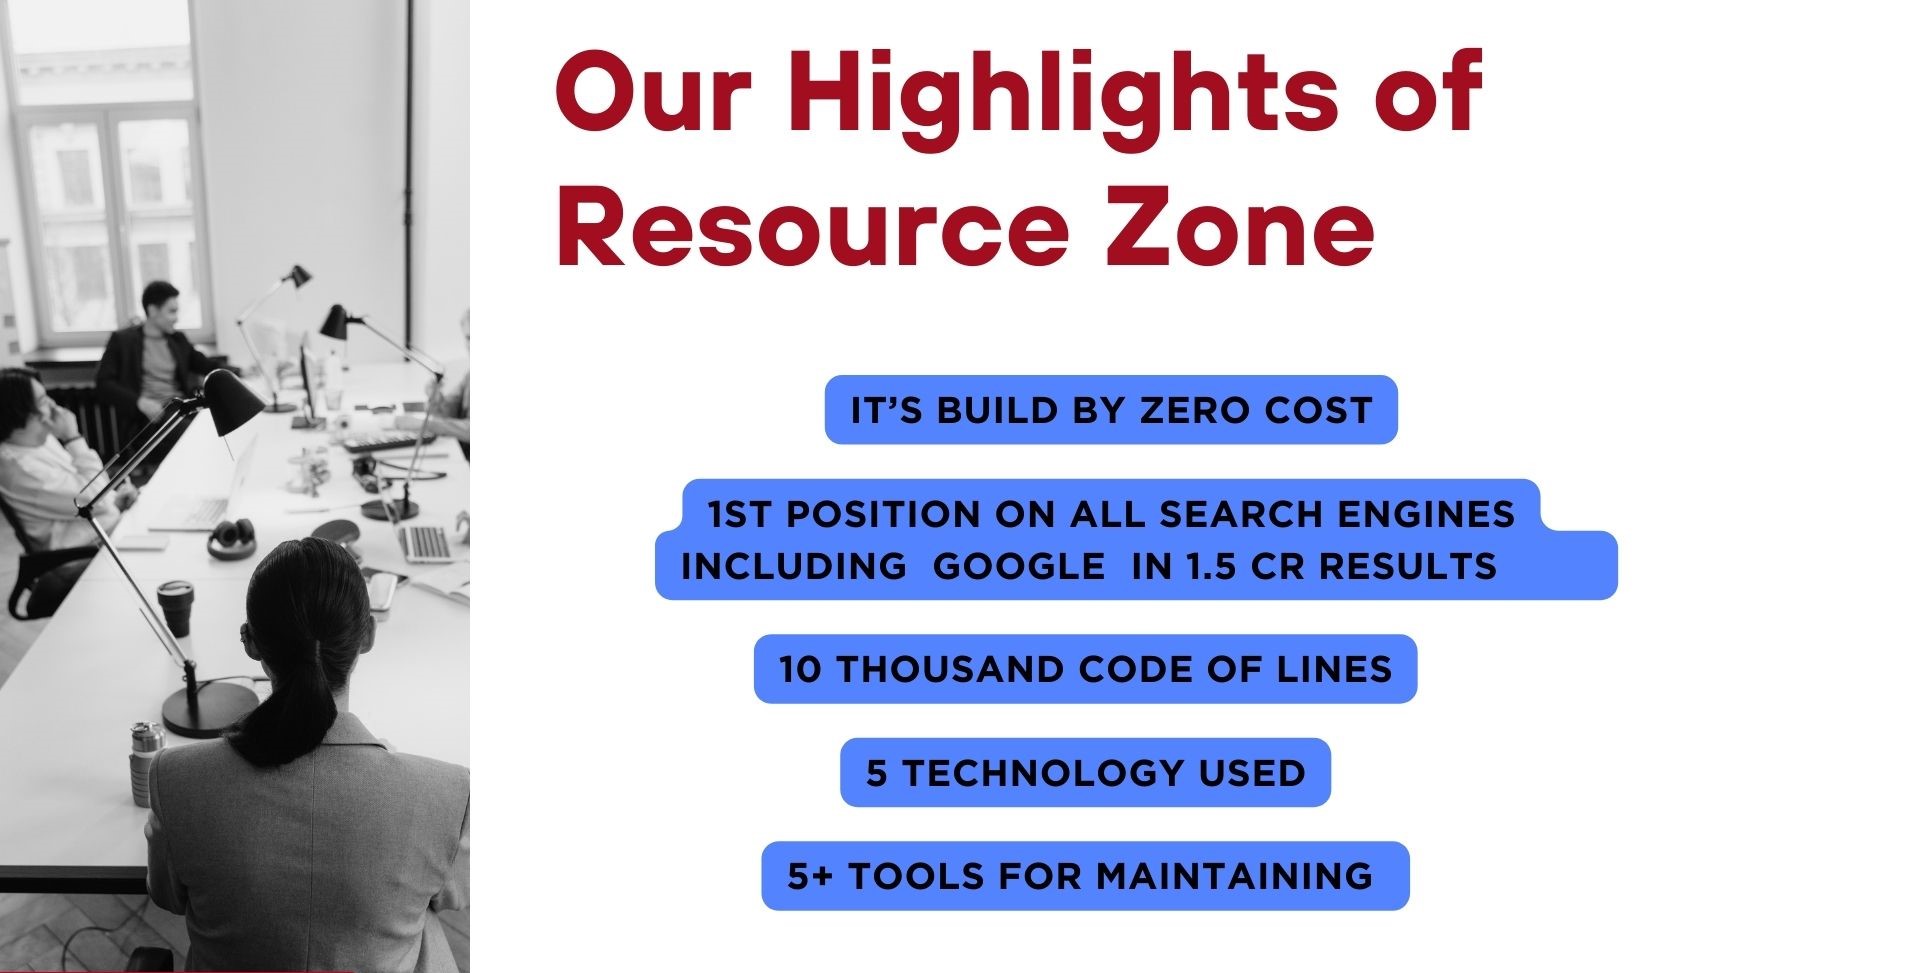 Our Highlights of
Resource Zone
IT’S BUILD BY ZERO COST
1ST POSITION ON ALL SEARCH ENGINES
INCLUDING GOOGLE IN 1.5 CR RESULTS
10 THOUSAND CODE OF LINES
5 TECHNOLOGY USED
5+ TOOLS FOR MAINTAINING